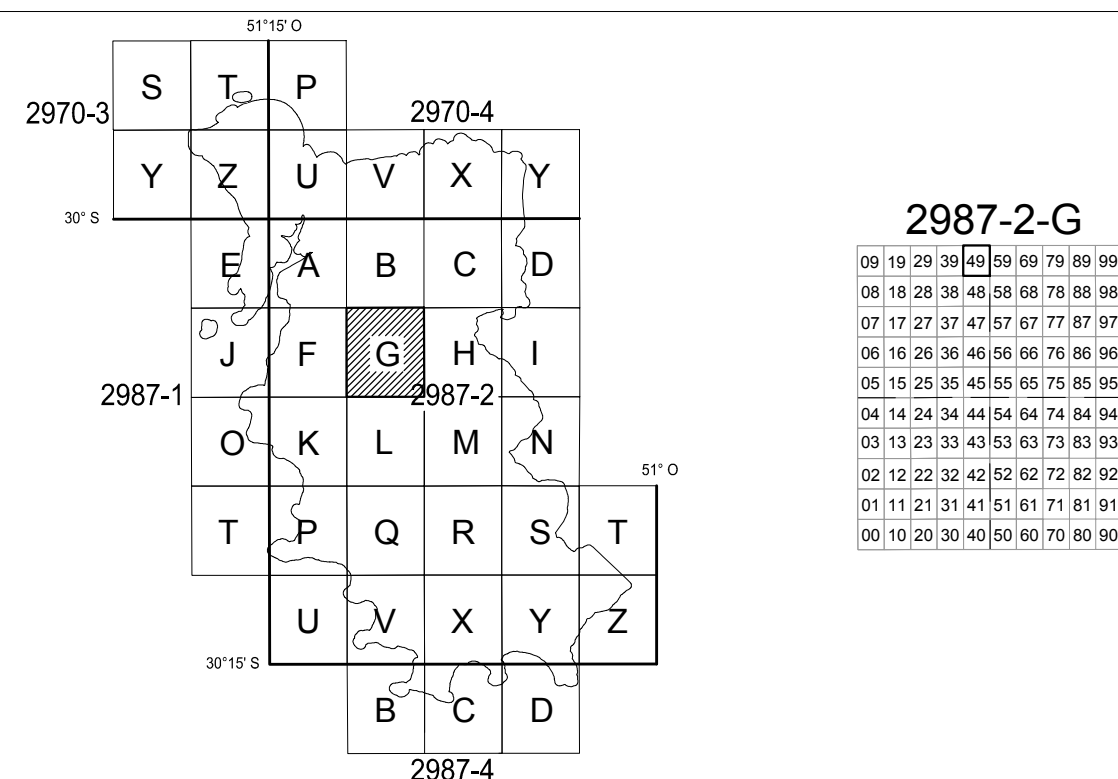 51°15' O
S T P
2970-3 2970-4
Y Z U V X Y
30° S
E A B C D
J F G H I
2987-1 2987-2
O K L M N
51° O
T P Q R S T
U V X Y Z
30°15' S
B C D
2987-4
2987-2-G
09 19 29 39 49 59 69 79 89 99
08 18 28 38 48 58 68 78 88 98
07 17 27 37 47 57 67 77 87 97
06 16 26 36 46 56 66 76 86 96
05 15 25 35 45 55 65 75 85 95
04 14 24 34 44 54 64 74 84 94
03 13 23 33 43 53 63 73 83 93
02 12 22 32 42 52 62 72 82 92
01 11 21 31 41 51 61 71 81 91
00 10 20 30 40 50 60 70 80 90